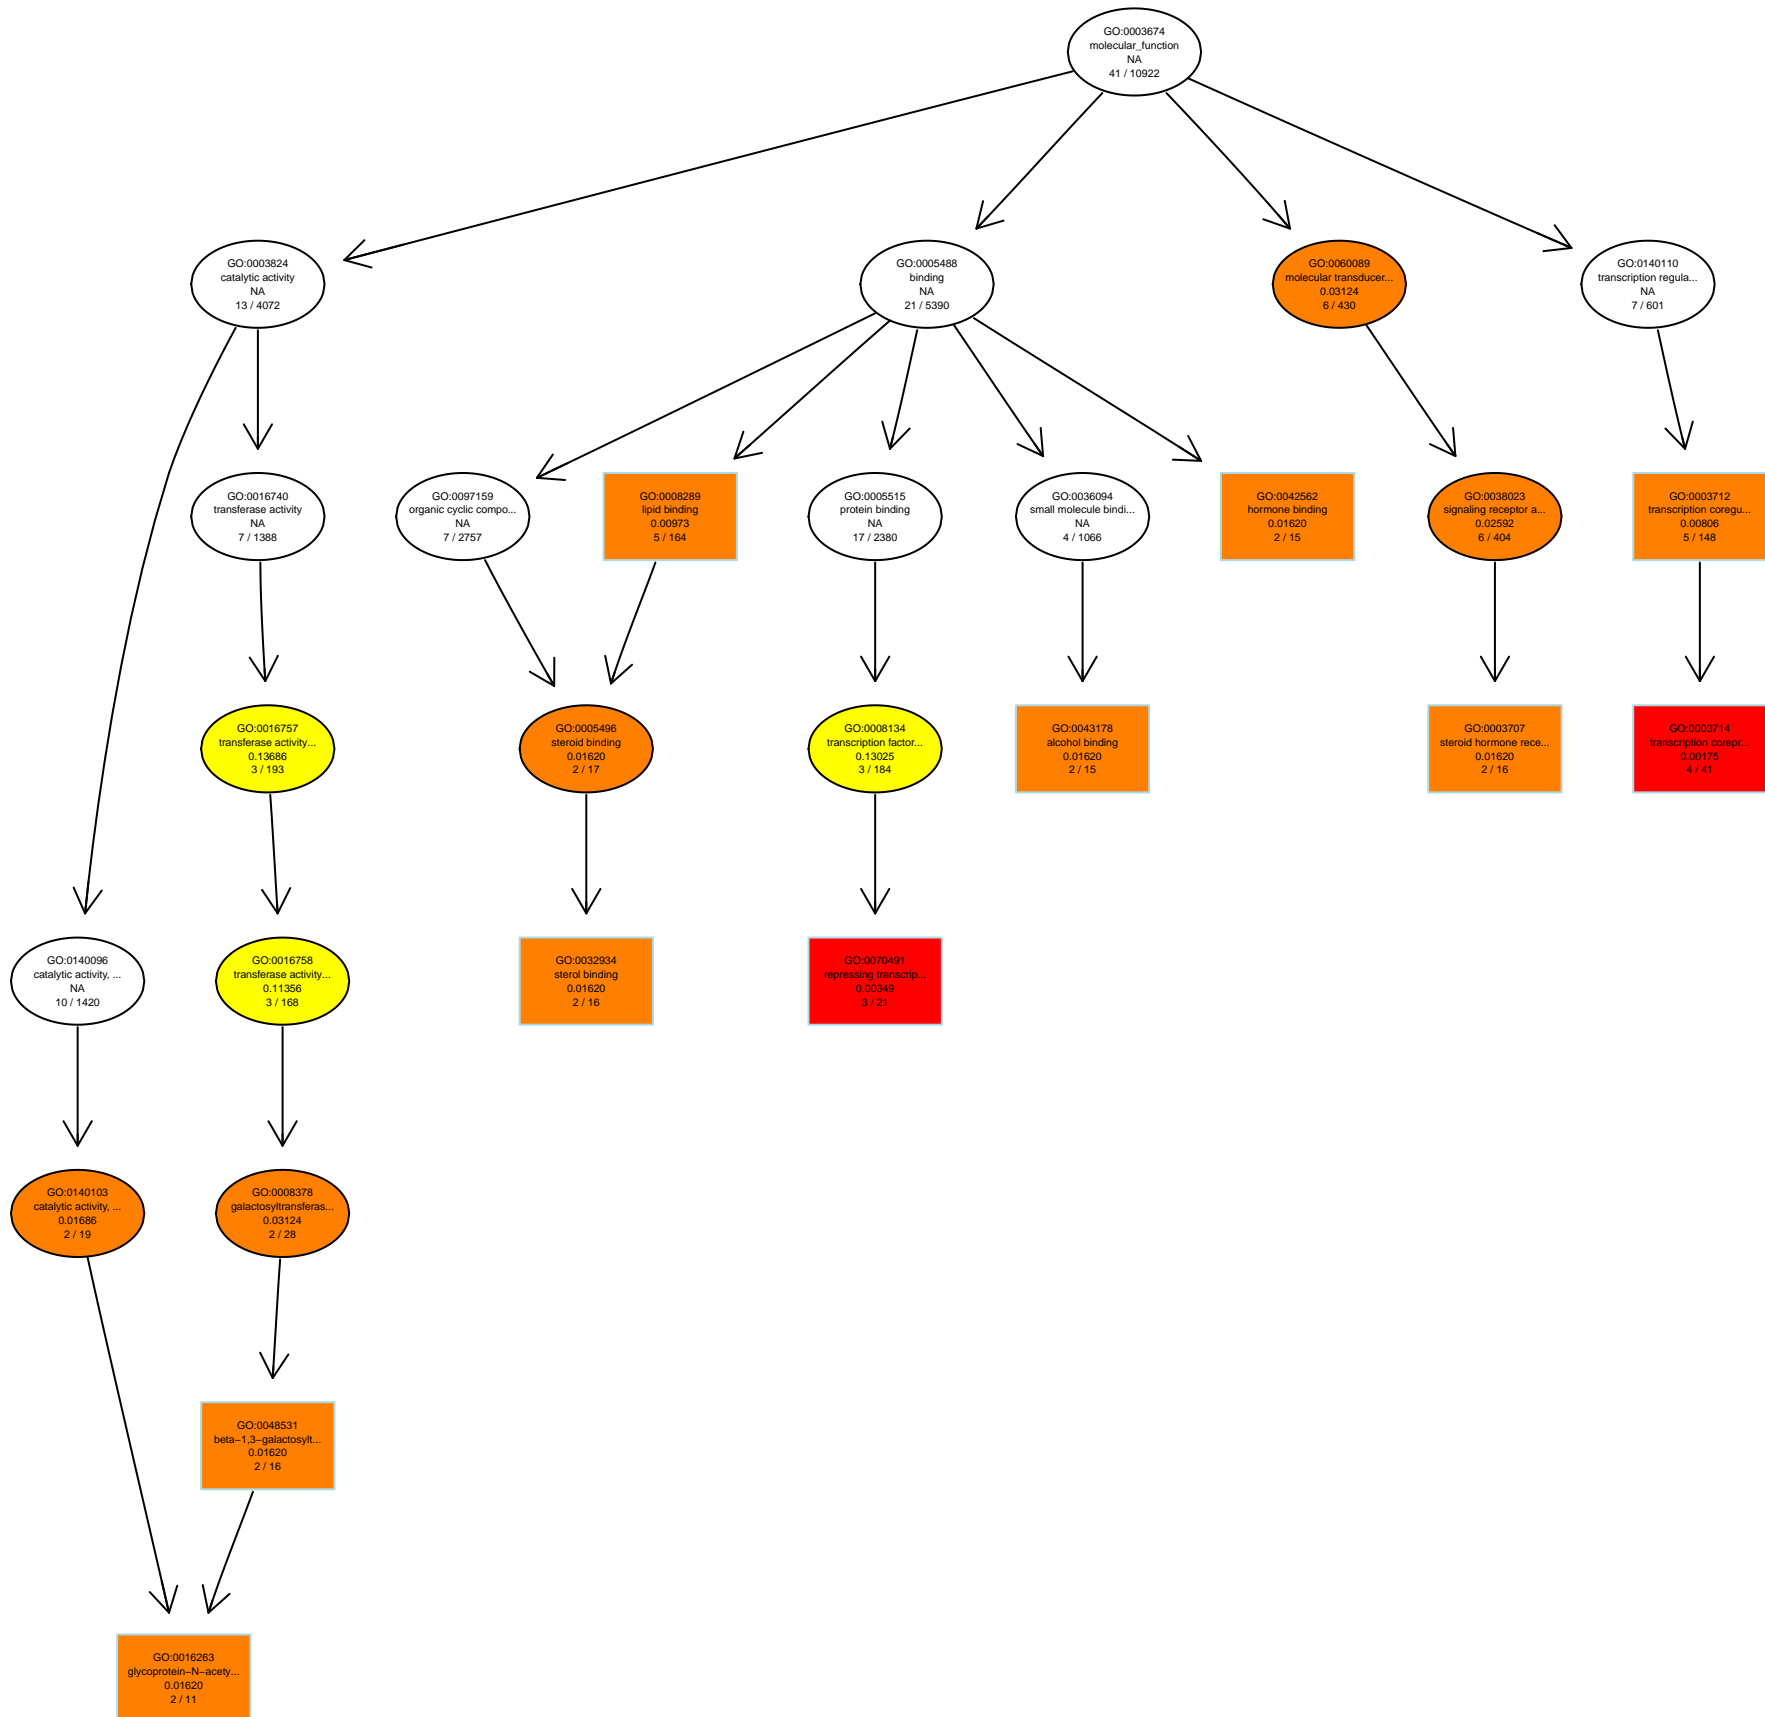 GO:0003674
molecular_function
NA
41 / 10922
GO:0003824
catalytic activity
NA
13 / 4072
GO:0005488
binding
NA
21 / 5390
GO:0060089
molecular transducer...
0.03124
6 / 430
GO:0140110
transcription regula...
NA
7 / 601
GO:0016740
transferase activity
NA
7 / 1388
GO:0097159
organic cyclic compo...
NA
7 / 2757
GO:0008289
lipid binding
0.00973
5 / 164
GO:0005515
protein binding
NA
17 / 2380
GO:0036094
small molecule bindi...
NA
4 / 1066
GO:0042562
hormone binding
0.01620
2 / 15
GO:0038023
signaling receptor a...
0.02592
6 / 404
GO:0003712
transcription coregu...
0.00806
5 / 148
GO:0016757
transferase activity...
0.13686
3 / 193
GO:0005496
steroid binding
0.01620
2 / 17
GO:0008134
transcription factor...
0.13025
3 / 184
GO:0043178
alcohol binding
0.01620
2 / 15
GO:0003707
steroid hormone rece...
0.01620
2 / 16
GO:0003714
transcription corepr...
0.00175
4 / 41
GO:0140096
catalytic activity, ...
NA
10 / 1420
GO:0016758
transferase activity...
0.11356
3 / 168
GO:0032934
sterol binding
0.01620
2 / 16
GO:0070491
repressing transcrip...
0.00349
3 / 21
GO:0140103
catalytic activity, ...
0.01686
2 / 19
GO:0008378
galactosyltransferas...
0.03124
2 / 28
GO:0048531
beta−1,3−galactosylt...
0.01620
2 / 16
GO:0016263
glycoprotein−N−acety...
0.01620
2 / 11